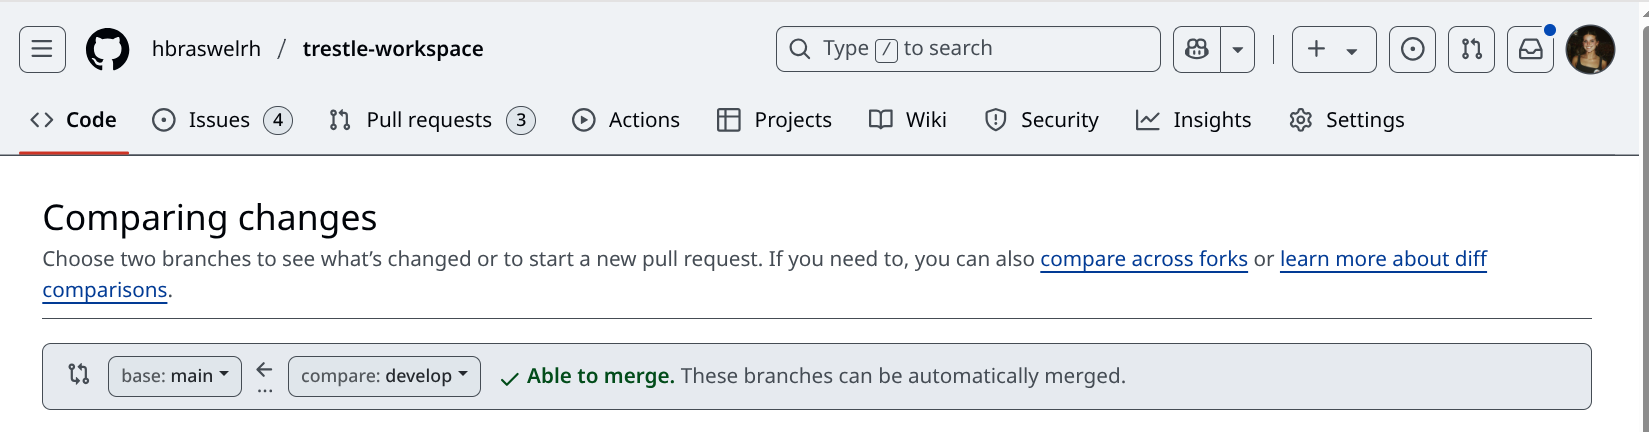 hbraswelrh / trestle-workspace
Type / to search
Code Issues 4 Pull requests 3 Actions Projects Wiki Security Insights Settings
Comparing changes
Choose two branches to see what’s changed or to start a new pull request. If you need to, you can also compare across forks or learn more about diff
comparisons.
base: main ← ... compare: develop ✓ Able to merge. These branches can be automatically merged.